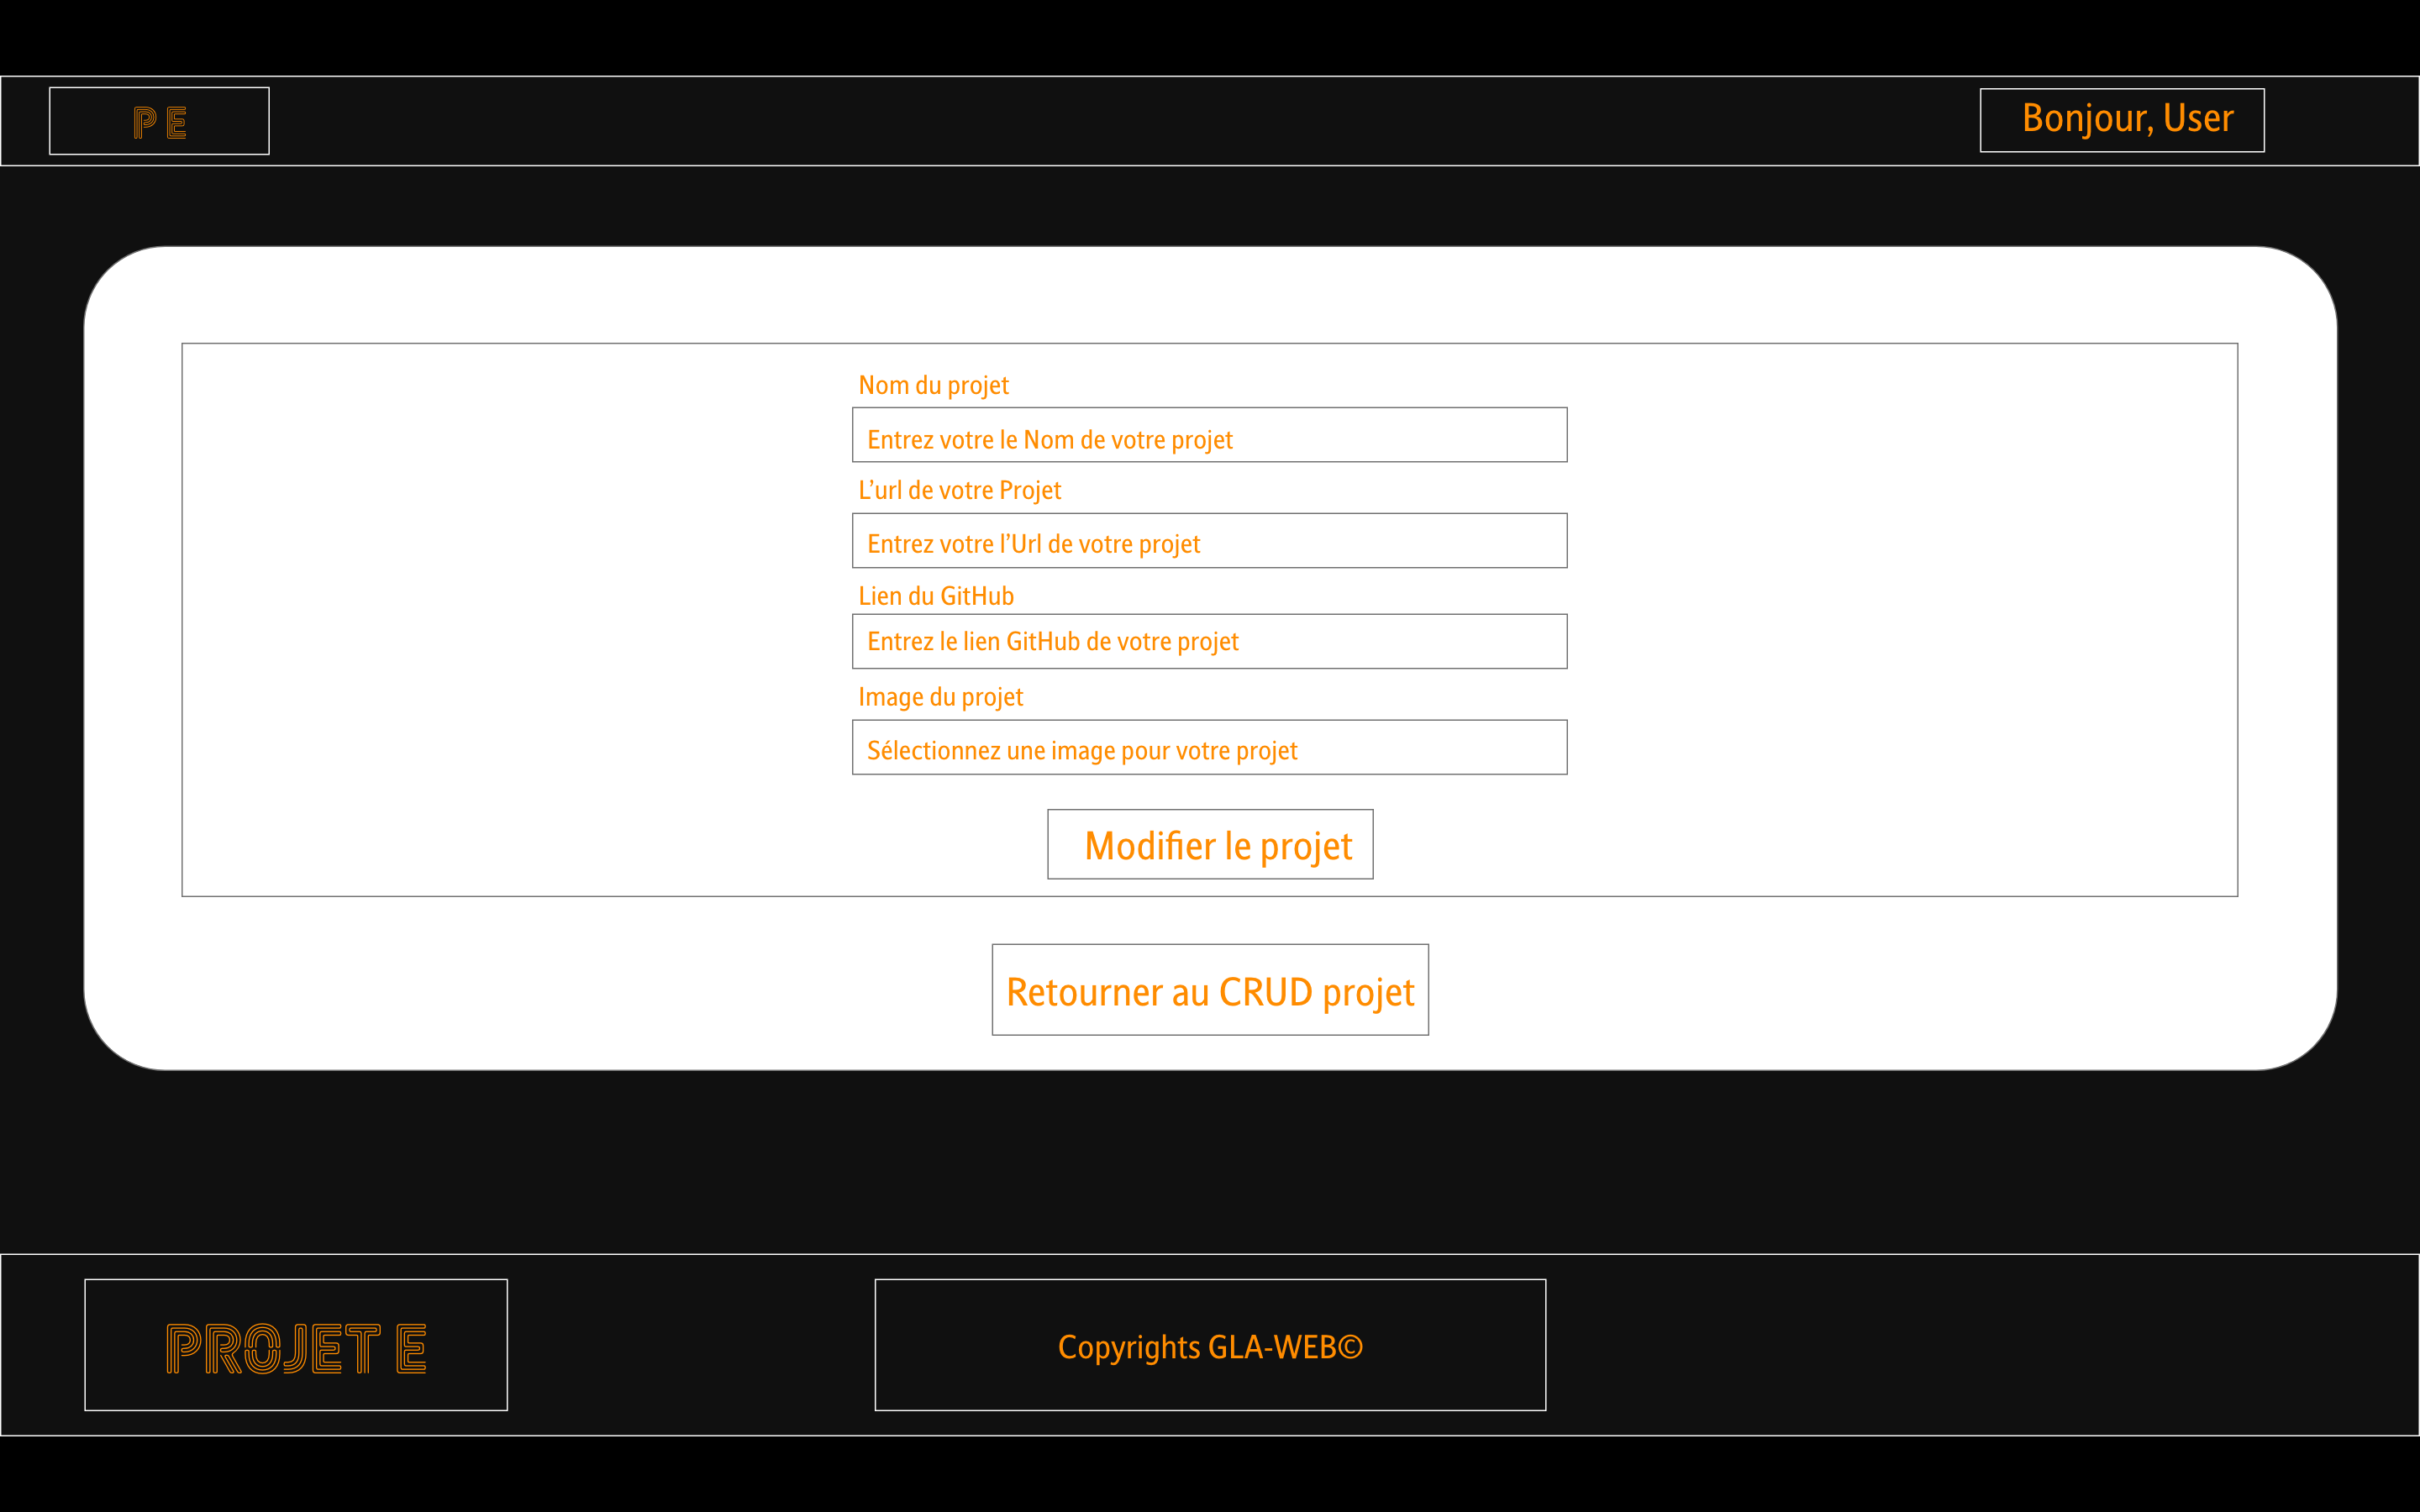 P E
Bonjour, User
Nom du projet
Entrez votre le Nom de votre projet
L’url de votre Projet
Entrez votre l’Url de votre projet
Lien du GitHub
Entrez le lien GitHub de votre projet
Image du projet
Sélectionnez une image pour votre projet
Modifier le projet
Retourner au CRUD projet
PROJET E
Copyrights GLA-WEB©